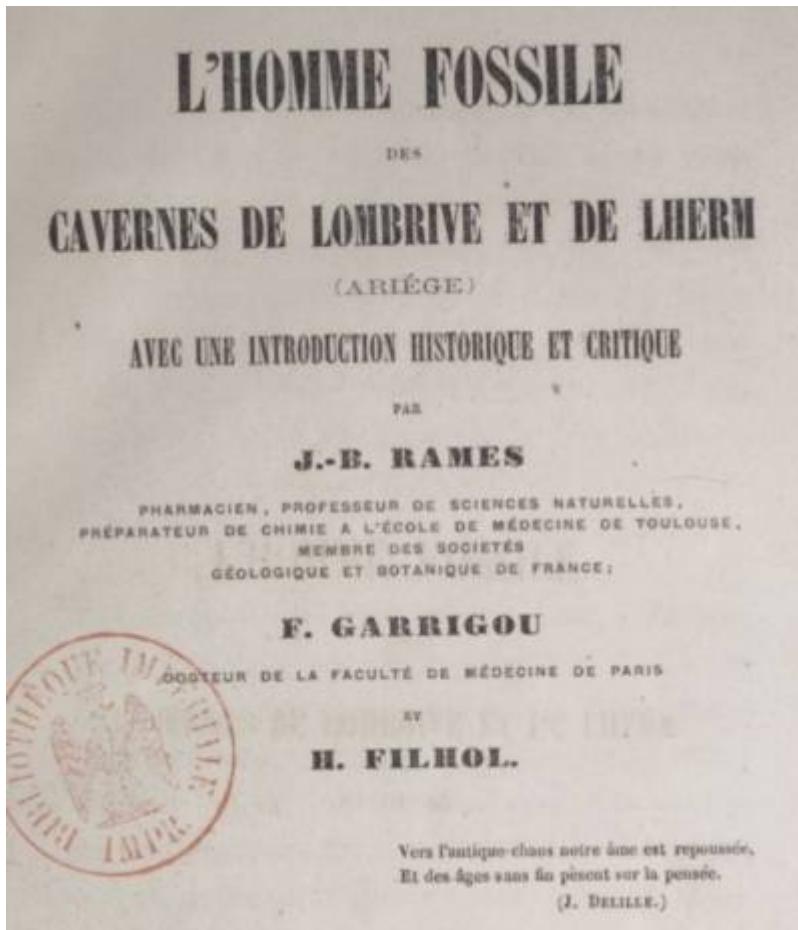 L'HOMME FOSSILE
DES
CAVERNES DE LOMBRIVE ET DE LHERM
(ARIÉGE)
AVEC UNE INTRODUCTION HISTORIQUE ET CRITIQUE
PAR
J.-B. RAMES
PHARMACIEN, PROFESSEUR DE SCIENCES NATURELLES,
PRÉPARATEUR DE CHIMIE A L'ÉCOLE DE MÉDECINE DE TOULOUSE,
MEMBRE DES SOCIETÉS
GÉOLOGIQUE ET BOTANIQUE DE FRANCE;
F. GARRIGOU
DOCTEUR DE LA FACULTÉ DE MÉDECINE DE PARIS
ET
H. FILHOL.
BIBLIOTHÈQUE IMPÉRIALE
IMPR
Vers l'antique chaos notre âme est repoussée,
Et des âges sans fin pèsent sur la pensée.
(J. DELILLE.)